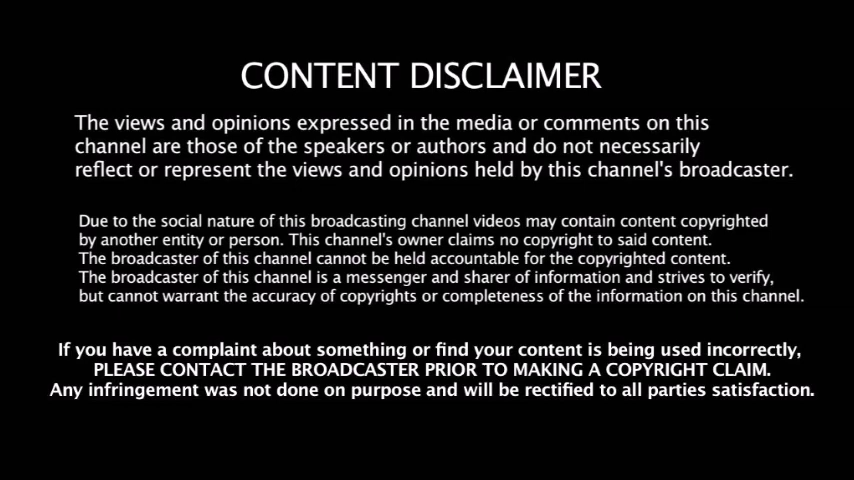 CONTENT DISCLAIMER
The views and opinions expressed in the media or comments on this
channel are those of the speakers or authors and do not necessarily
reflect or represent the views and opinions held by this channel's broadcaster.
Due to the social nature of this broadcasting channel videos may contain content copyrighted
by another entity or person. This channel's owner claims no copyright to said content.
The broadcaster of this channel cannot be held accountable for the copyrighted content.
The broadcaster of this channel is a messenger and sharer of information and strives to verify,
but cannot warrant the accuracy of copyrights or completeness of the information on this channel.
If you have a complaint about something or find your content is being used incorrectly,
PLEASE CONTACT THE BROADCASTER PRIOR TO MAKING A COPYRIGHT CLAIM.
Any infringement was not done on purpose and will be rectified to all parties satisfaction.